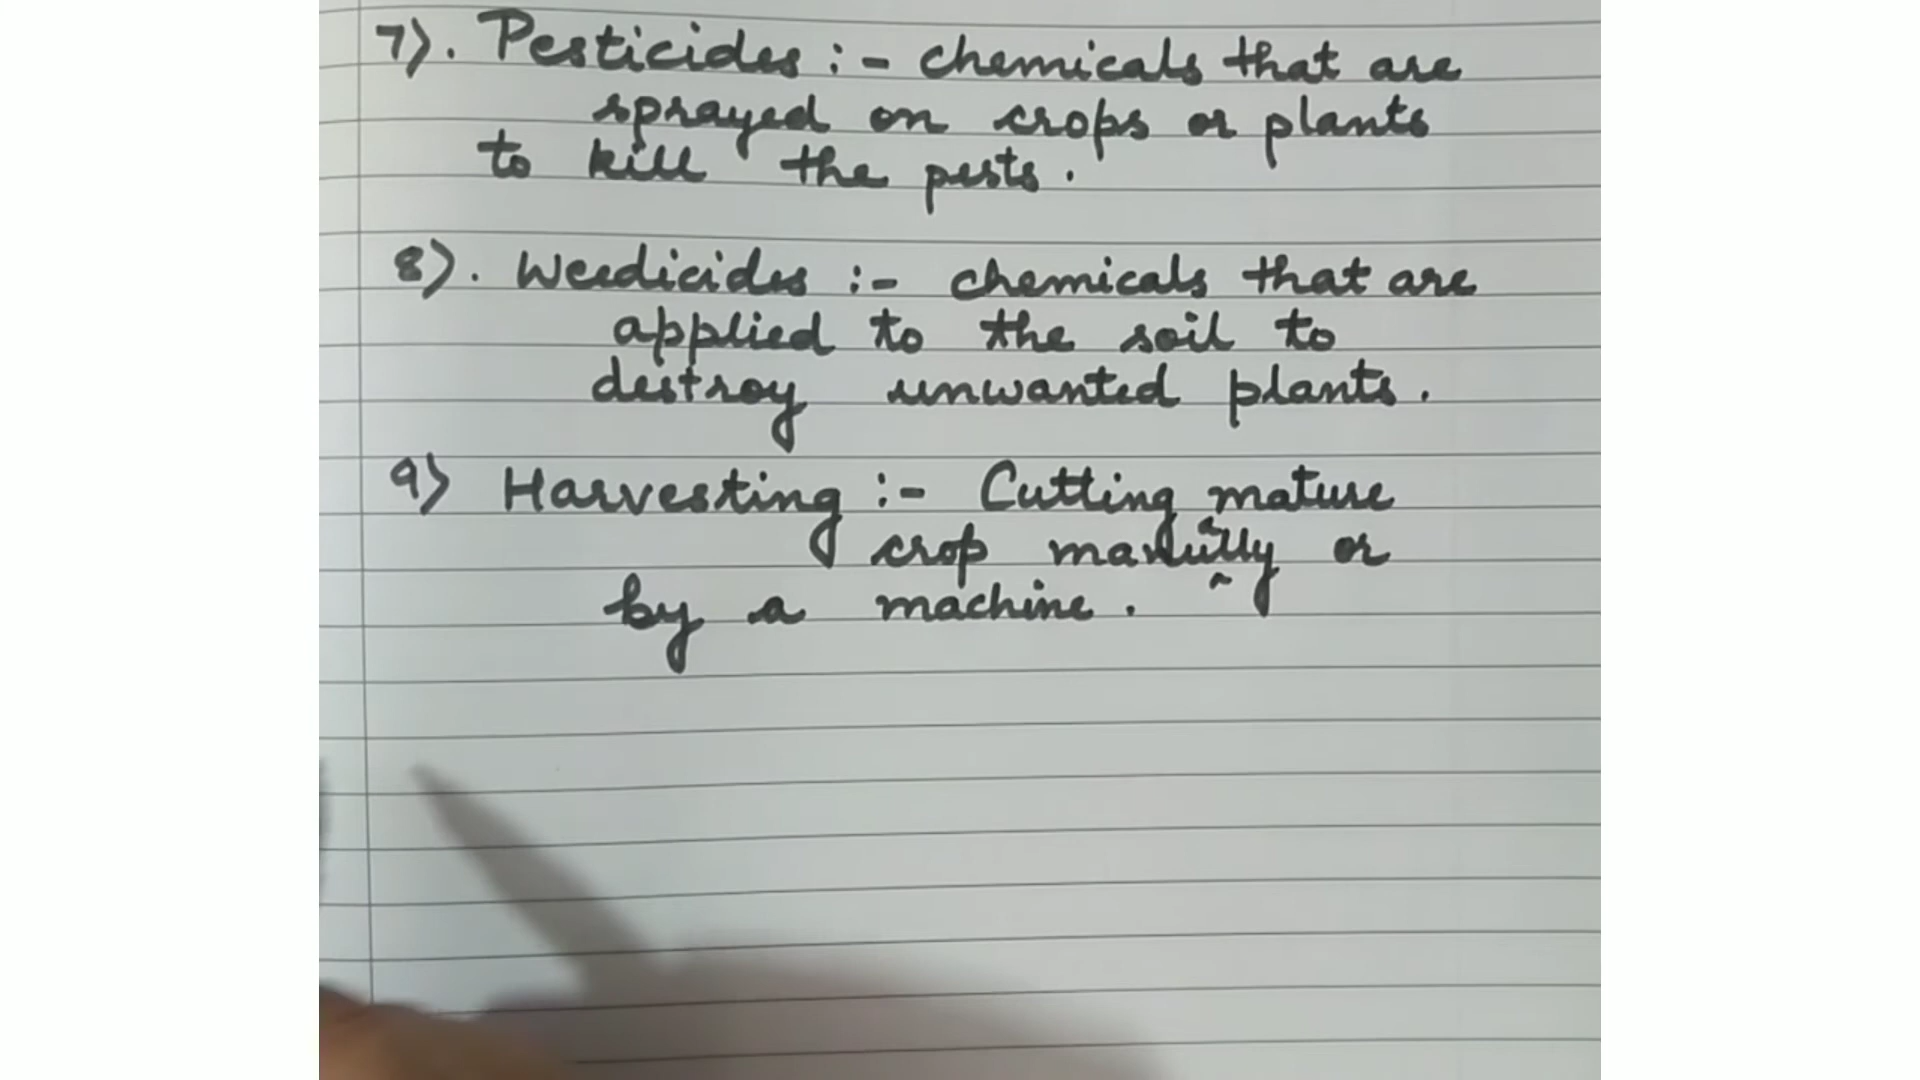 7). Pesticides :- chemicals that are
sprayed on crops or plants
to kill the pests.
8). Weedicides :- chemicals that are
applied to the soil to
destroy unwanted plants.
9) Harvesting :- Cutting mature
crop manually or
by a machine.